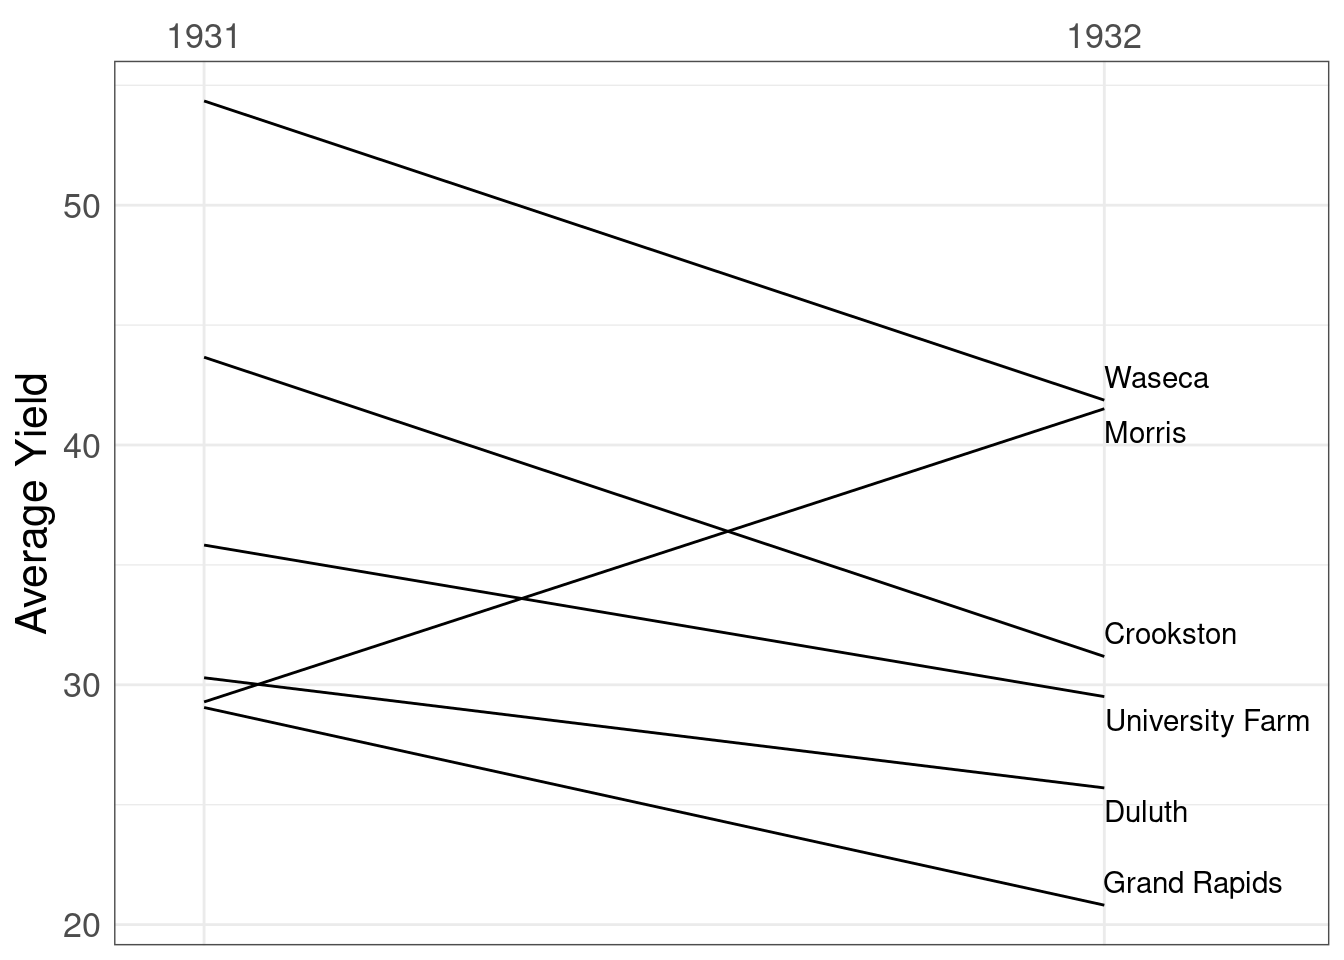 1931
1932
Average Yield
50
40
30
20
Waseca
Morris
Crookston
University Farm
Duluth
Grand Rapids